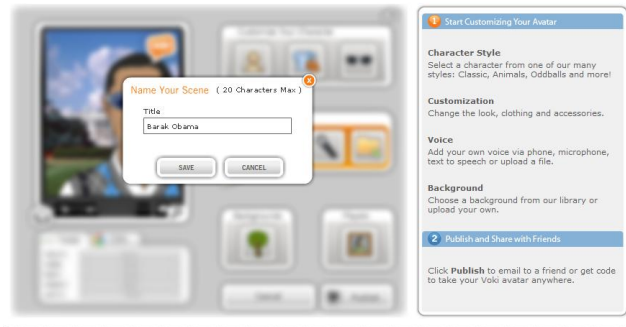 Name Your Scene ( 20 Characters Max )
x
Title
Barak Obama
SAVE
CANCEL
1 Start Customizing Your Avatar
Character Style
Select a character from one of our many
styles: Classic, Animals, Oddballs and more!
Customization
Change the look, clothing and accessories.
Voice
Add your own voice via phone, microphone,
text to speech or upload a file.
Background
Choose a background from our library or
upload your own.
2 Publish and Share with Friends
Click Publish to email to a friend or get code
to take your Voki avatar anywhere.